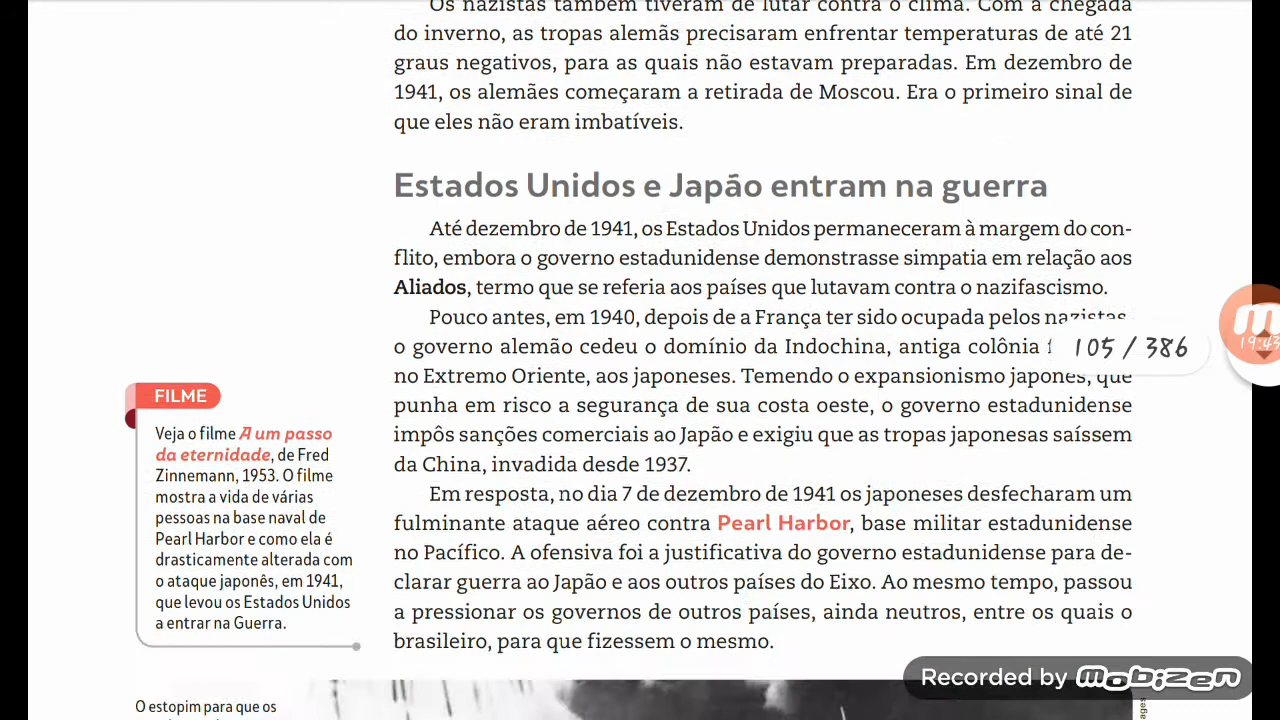 Os nazistas também tiveram de lutar contra o clima. Com a chegada
do inverno, as tropas alemãs precisaram enfrentar temperaturas de até 21
graus negativos, para as quais não estavam preparadas. Em dezembro de
1941, os alemães começaram a retirada de Moscou. Era o primeiro sinal de
que eles não eram imbatíveis.
Estados Unidos e Japão entram na guerra
Até dezembro de 1941, os Estados Unidos permaneceram à margem do con-
flito, embora o governo estadunidense demonstrasse simpatia em relação aos
Aliados, termo que se referia aos países que lutavam contra o nazifascismo.
Pouco antes, em 1940, depois de a França ter sido ocupada pelos nazistas,
o governo alemão cedeu o domínio da Indochina, antiga colônia
no Extremo Oriente, aos japoneses. Temendo o expansionismo japonês, que
punha em risco a segurança de sua costa oeste, o governo estadunidense
impôs sanções comerciais ao Japão e exigiu que as tropas japonesas saíssem
da China, invadida desde 1937.
Em resposta, no dia 7 de dezembro de 1941 os japoneses desfecharam um
fulminante ataque aéreo contra Pearl Harbor, base militar estadunidense
no Pacífico. A ofensiva foi a justificativa do governo estadunidense para de-
clarar guerra ao Japão e aos outros países do Eixo. Ao mesmo tempo, passou
a pressionar os governos de outros países, ainda neutros, entre os quais o
brasileiro, para que fizessem o mesmo.
FILME
Veja o filme A um passo
da eternidade, de Fred
Zinnemann, 1953. O filme
mostra a vida de várias
pessoas na base naval de
Pearl Harbor e como ela é
drasticamente alterada com
o ataque japonês, em 1941,
que levou os Estados Unidos
a entrar na Guerra.
O estopim para que os
105 / 386
19:43
Recorded by mobizen